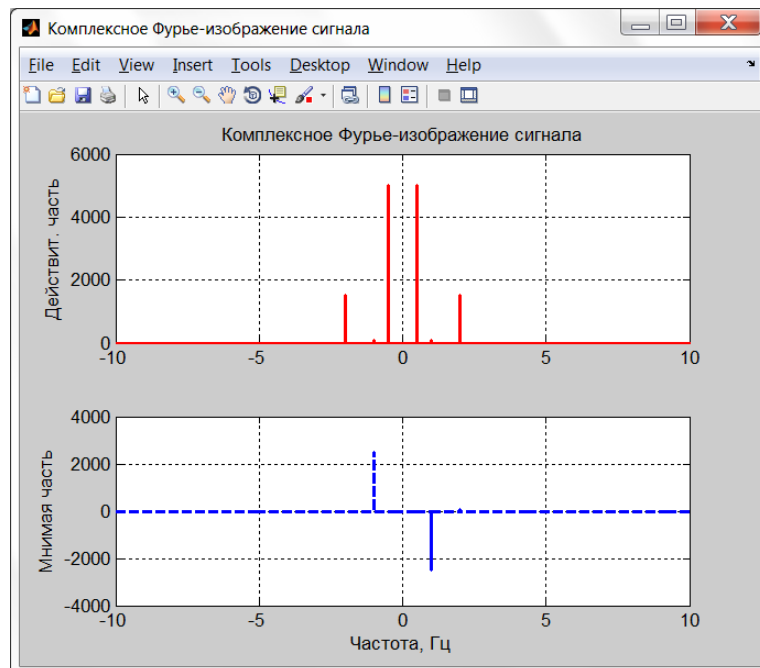 Комплексное Фурье-изображение сигнала
File Edit View Insert Tools Desktop Window Help
Комплексное Фурье-изображение сигнала
Действит. часть
6000
4000
2000
0
-10 -5 0 5 10
Мнимая часть
4000
2000
0
-2000
-4000
-10 -5 0 5 10
Частота, Гц